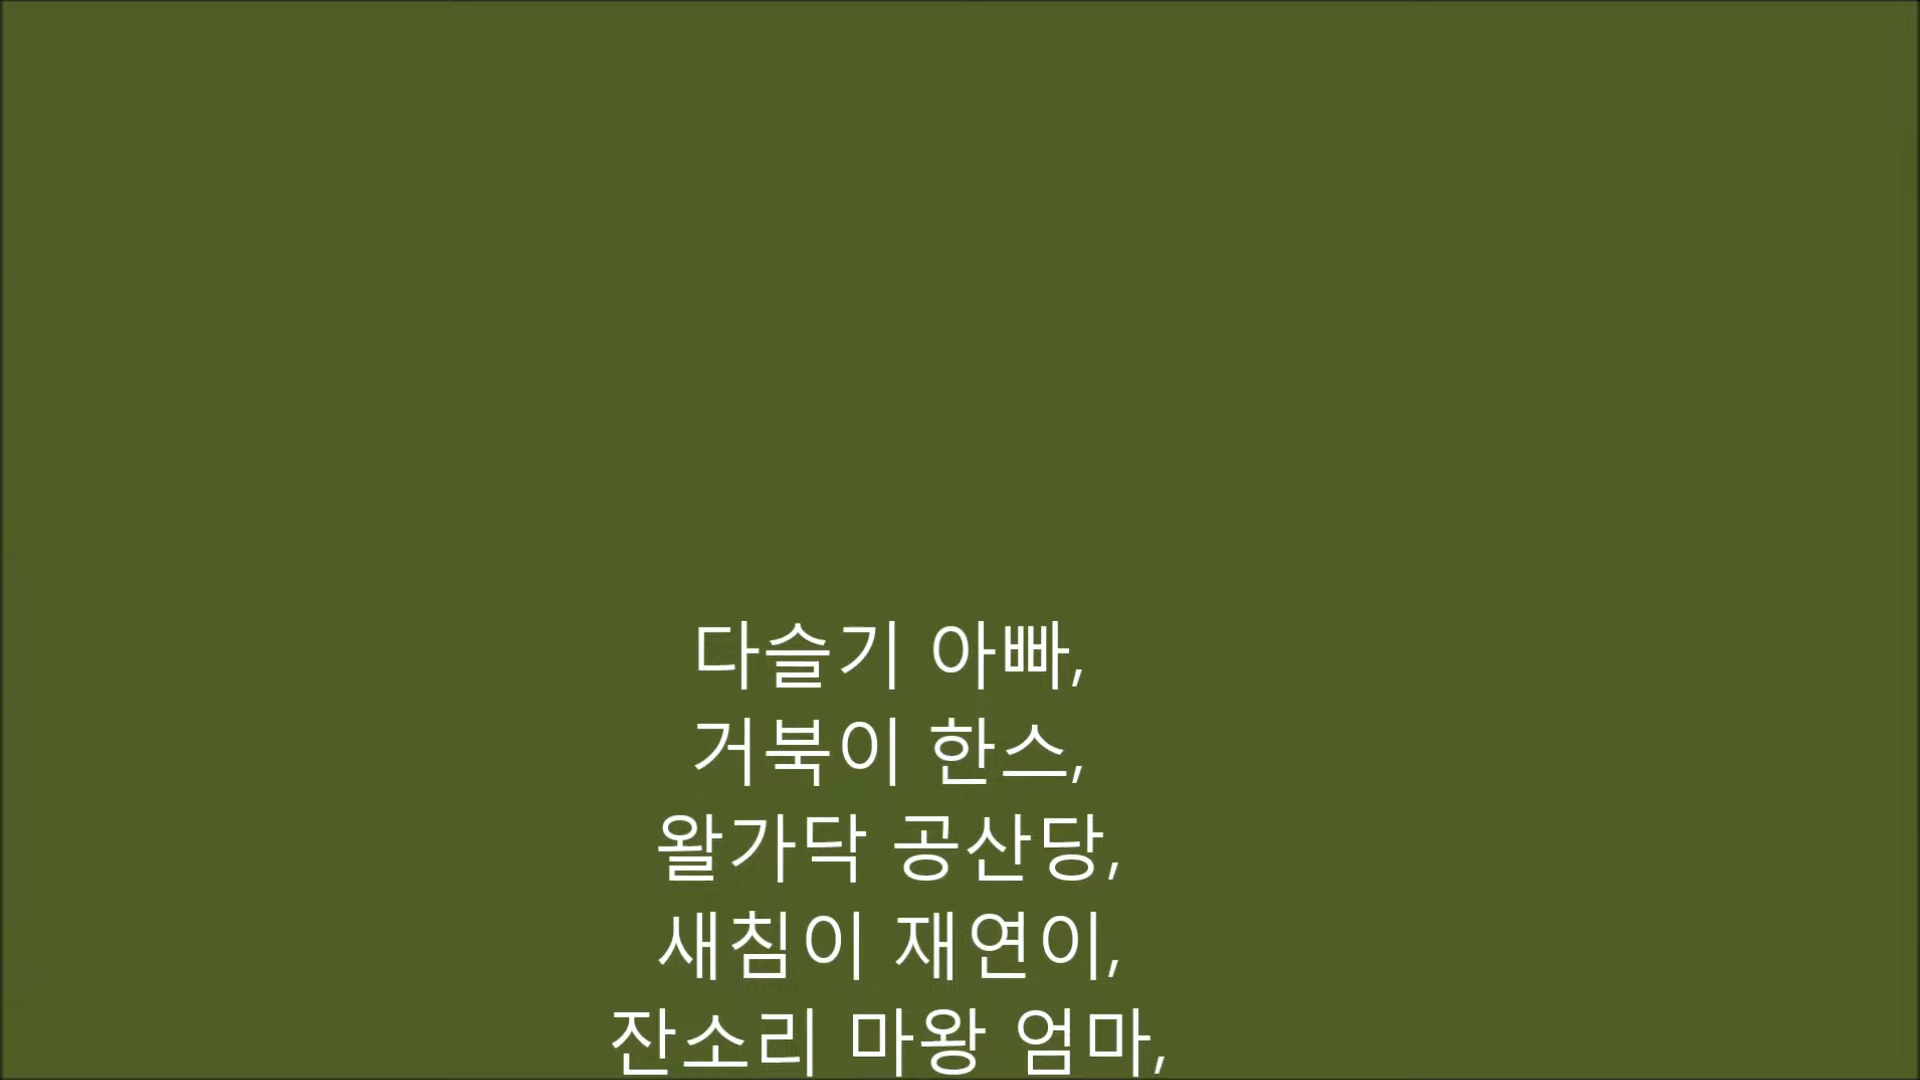 다슬기 아빠,
거북이 한스,
왈가닥 공산당,
새침이 재연이,
잔소리 마왕 엄마,